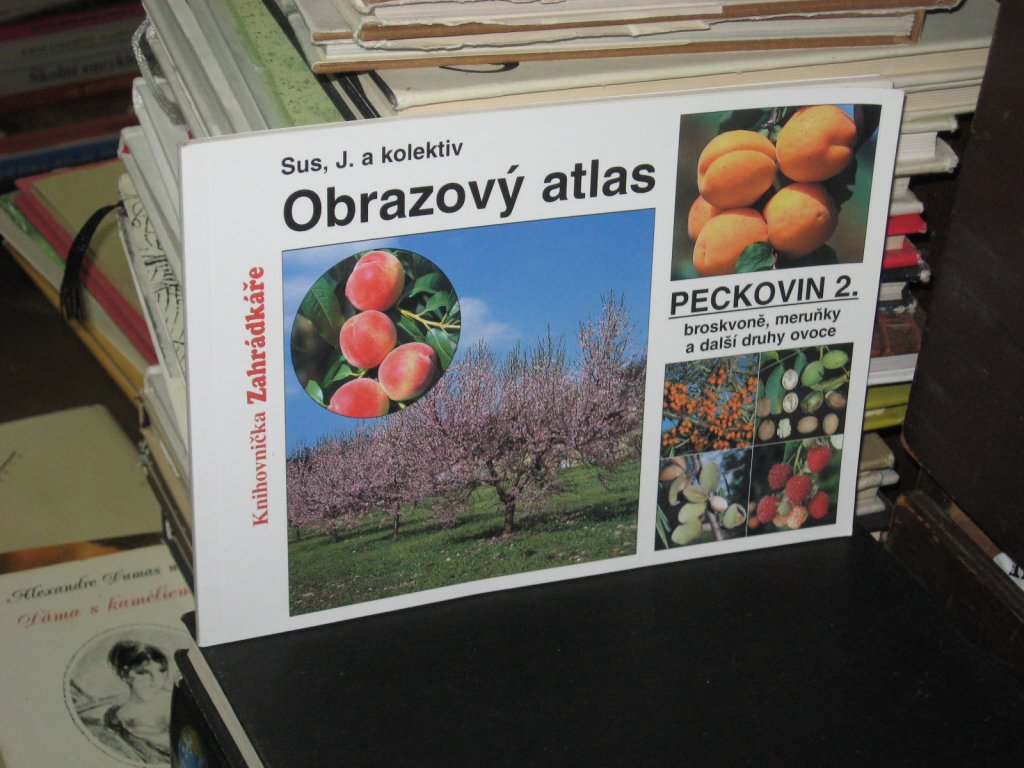 Sus, J. a kolektiv
Obrazový atlas
PECKOVIN 2.
broskvoně, meruňky
a další druhy ovoce
Knihovnička Zahrádkáře
Alexandre Dumas
Dáma s kaméliemi